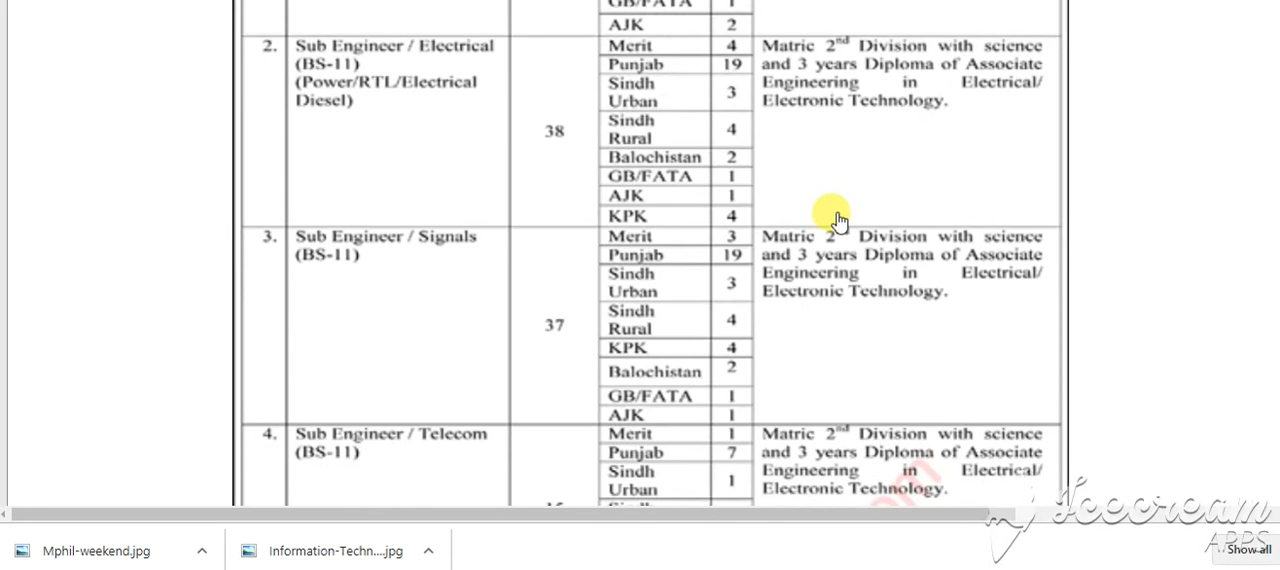 GB/FATA 1
AJK 2
2. Sub Engineer / Electrical Merit 4 Matric 2nd Division with science
(BS-11) Punjab 19 and 3 years Diploma of Associate
(Power/RTL/Electrical Sindh Engineering in Electrical/
Diesel) Urban 3 Electronic Technology.
Sindh
38 Rural 4
Balochistan 2
GB/FATA 1
AJK 1
KPK 4
3. Sub Engineer / Signals Merit 3 Matric 2 Division with science
(BS-11) Punjab 19 and 3 years Diploma of Associate
Sindh Engineering in Electrical/
Urban 3 Electronic Technology.
Sindh
37 Rural 4
KPK 4
Balochistan 2
GB/FATA 1
AJK 1
4. Sub Engineer / Telecom Merit 1 Matric 2nd Division with science
(BS-11) Punjab 7 and 3 years Diploma of Associate
Sindh Engineering in Electrical/
Urban 1 Electronic Technology.
Icecream
APPS
Mphil-weekend.jpg Information-Techn....jpg Show all